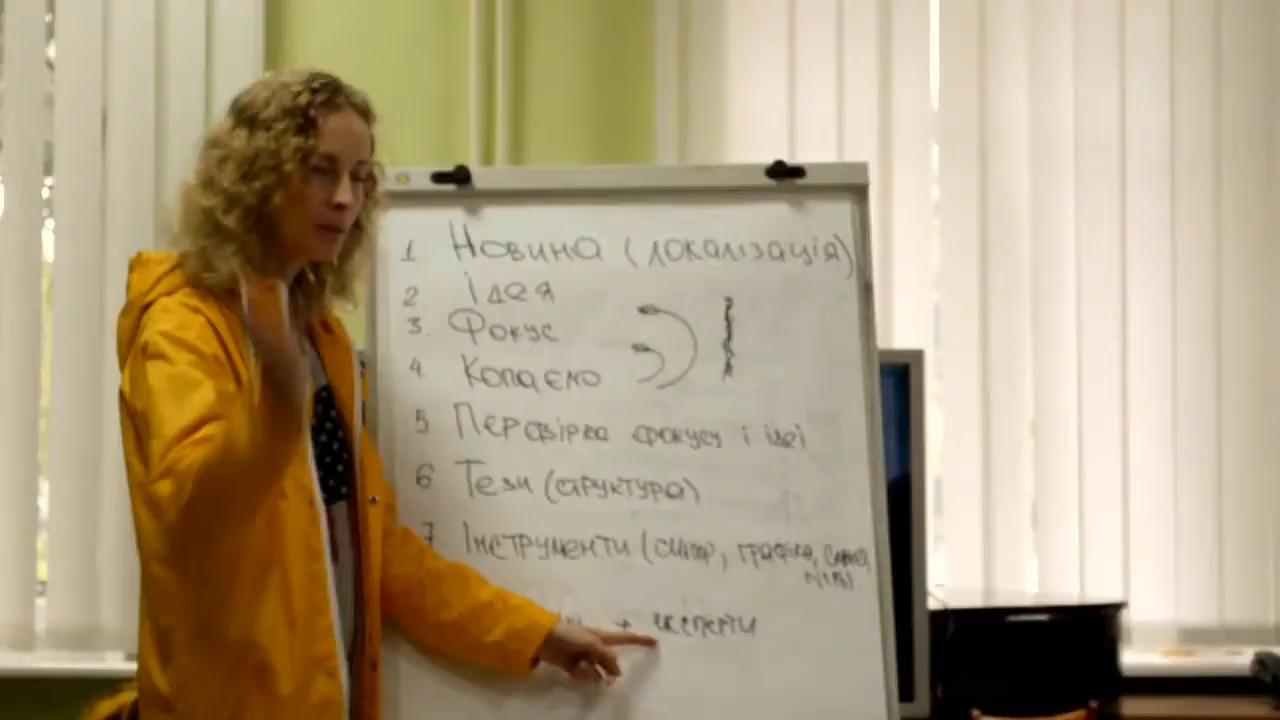 1 Новина (локалізація)
2. ідея
3. Фокус
4 Копаємо
5 Перевірка фокусу і ідеї
6 Тези (структура)
7 Інструменти (синхр, графіка,
+ експерти